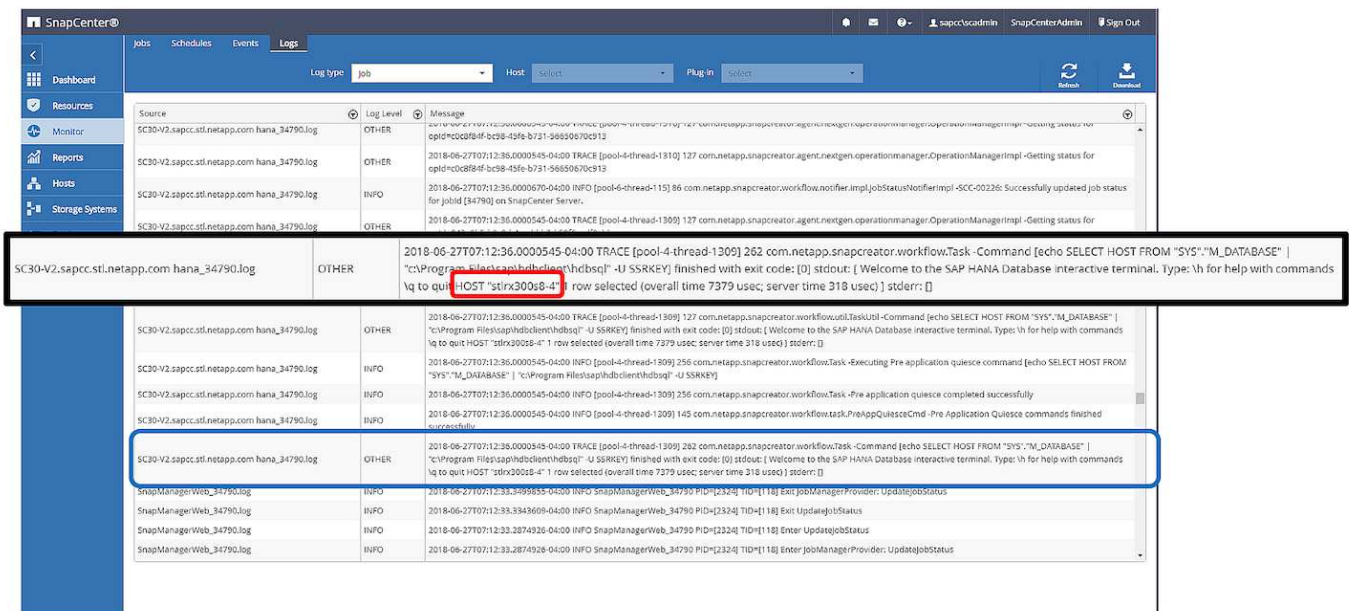 SnapCenter®
sapcc\scadmin SnapCenterAdmin Sign Out
Jobs Schedules Events Logs
Log type Job Host Select Plug-in Select
Refresh Download
Dashboard
Resources
Monitor
Reports
Hosts
Storage Systems
Source Log Level Message
SC30-V2.sapcc.stl.netapp.com hana_34790.log OTHER
opId=c0c8f84f-bc98-45fe-b731-56650670c913
2018-06-27T07:12:36.0000545-04:00 TRACE [pool-4-thread-1310] 127 com.netapp.snapcreator.agent.nextgen.operationmanager.OperationManagerImpl -Getting status for
SC30-V2.sapcc.stl.netapp.com hana_34790.log OTHER
opId=c0c8f84f-bc98-45fe-b731-56650670c913
2018-06-27T07:12:36.0000670-04:00 INFO [pool-6-thread-115] 86 com.netapp.snapcreator.workflow.notifier.impl.JobStatusNotifierImpl -SCC-00226: Successfully updated job status
SC30-V2.sapcc.stl.netapp.com hana_34790.log INFO
for jobId [34790] on SnapCenter Server.
2018-06-27T07:12:36.0000545-04:00 TRACE [pool-4-thread-1309] 127 com.netapp.snapcreator.agent.nextgen.operationmanager.OperationManagerImpl -Getting status for
SC30-V2.sapcc.stl.netapp.com hana_34790.log OTHER
2018-06-27T07:12:36.0000545-04:00 TRACE [pool-4-thread-1309] 262 com.netapp.snapcreator.workflow.Task -Command [echo SELECT HOST FROM "SYS"."M_DATABASE" |
SC30-V2.sapcc.stl.netapp.com hana_34790.log OTHER "c:\Program Files\sap\hdbclient\hdbsql" -U SSRKEY] finished with exit code: [0] stdout: [ Welcome to the SAP HANA Database interactive terminal. Type: \h for help with commands
\q to quit HOST "stlrx300s8-4" 1 row selected (overall time 7379 usec; server time 318 usec) ] stderr: []
2018-06-27T07:12:36.0000545-04:00 TRACE [pool-4-thread-1309] 127 com.netapp.snapcreator.workflow.util.TaskUtil -Command [echo SELECT HOST FROM "SYS"."M_DATABASE" |
SC30-V2.sapcc.stl.netapp.com hana_34790.log OTHER "c:\Program Files\sap\hdbclient\hdbsql" -U SSRKEY] finished with exit code: [0] stdout: [ Welcome to the SAP HANA Database interactive terminal. Type: \h for help with commands
\q to quit HOST "stlrx300s8-4" 1 row selected (overall time 7379 usec; server time 318 usec) ] stderr: []
2018-06-27T07:12:36.0000545-04:00 INFO [pool-4-thread-1309] 256 com.netapp.snapcreator.workflow.Task -Executing Pre application quiesce command [echo SELECT HOST FROM
SC30-V2.sapcc.stl.netapp.com hana_34790.log INFO
"SYS"."M_DATABASE" | "c:\Program Files\sap\hdbclient\hdbsql" -U SSRKEY]
SC30-V2.sapcc.stl.netapp.com hana_34790.log INFO 2018-06-27T07:12:36.0000545-04:00 INFO [pool-4-thread-1309] 256 com.netapp.snapcreator.workflow.Task -Pre application quiesce completed successfully
2018-06-27T07:12:36.0000545-04:00 INFO [pool-4-thread-1309] 145 com.netapp.snapcreator.workflow.task.PreAppQuiesceCmd -Pre Application Quiesce commands finished
SC30-V2.sapcc.stl.netapp.com hana_34790.log INFO
successfully
2018-06-27T07:12:36.0000545-04:00 TRACE [pool-4-thread-1309] 262 com.netapp.snapcreator.workflow.Task -Command [echo SELECT HOST FROM "SYS"."M_DATABASE" |
SC30-V2.sapcc.stl.netapp.com hana_34790.log OTHER "c:\Program Files\sap\hdbclient\hdbsql" -U SSRKEY] finished with exit code: [0] stdout: [ Welcome to the SAP HANA Database interactive terminal. Type: \h for help with commands
\q to quit HOST "stlrx300s8-4" 1 row selected (overall time 7379 usec; server time 318 usec) ] stderr: []
SnapManagerWeb_34790.log INFO 2018-06-27T07:12:33.3499855-04:00 INFO SnapManagerWeb_34790 PID=[2324] TID=[118] Exit JobManagerProvider: UpdateJobStatus
SnapManagerWeb_34790.log INFO 2018-06-27T07:12:33.3343609-04:00 INFO SnapManagerWeb_34790 PID=[2324] TID=[118] Exit UpdateJobStatus
SnapManagerWeb_34790.log INFO 2018-06-27T07:12:33.2874926-04:00 INFO SnapManagerWeb_34790 PID=[2324] TID=[118] Enter UpdateJobStatus
SnapManagerWeb_34790.log INFO 2018-06-27T07:12:33.2874926-04:00 INFO SnapManagerWeb_34790 PID=[2324] TID=[118] Enter JobManagerProvider: UpdateJobStatus